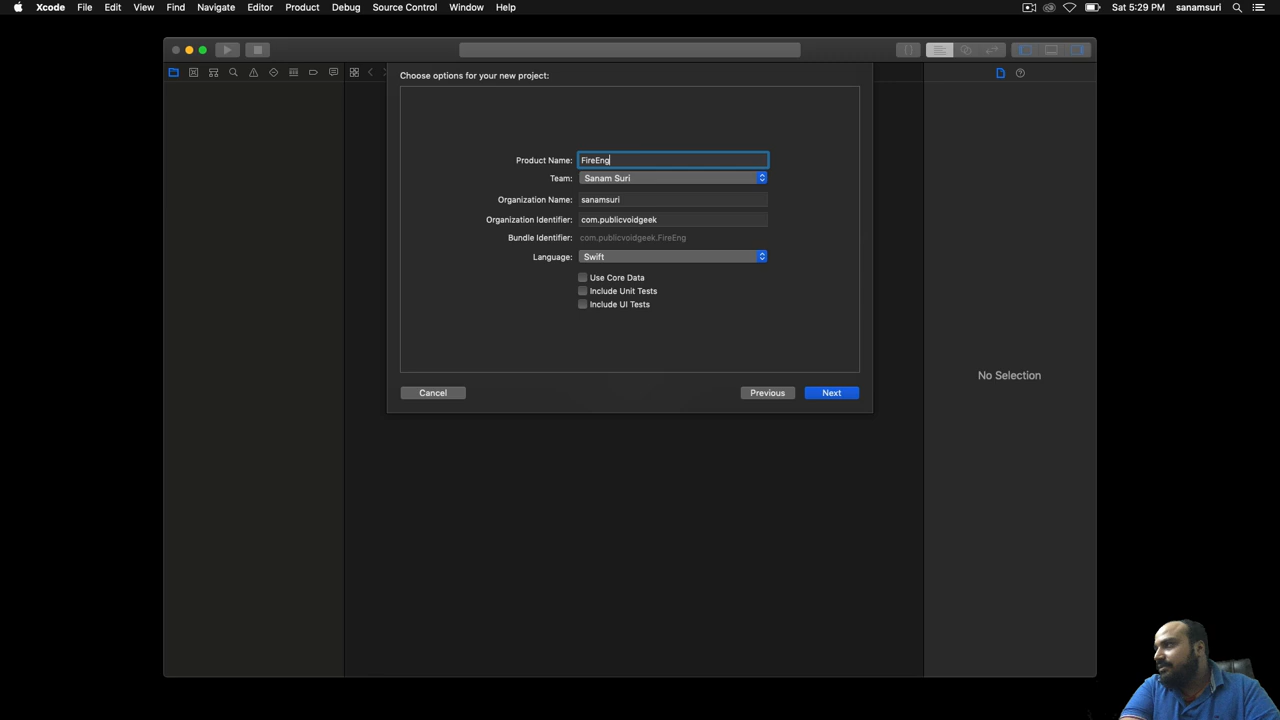 Xcode File Edit View Find Navigate Editor Product Debug Source Control Window Help Sat 5:29 PM sanamsuri
Choose options for your new project:
Product Name: FireEng
Team: Sanam Suri
Organization Name: sanamsuri
Organization Identifier: com.publicvoidgeek
Bundle Identifier: com.publicvoidgeek.FireEng
Language: Swift
Use Core Data
Include Unit Tests
Include UI Tests
No Selection
Cancel Previous Next